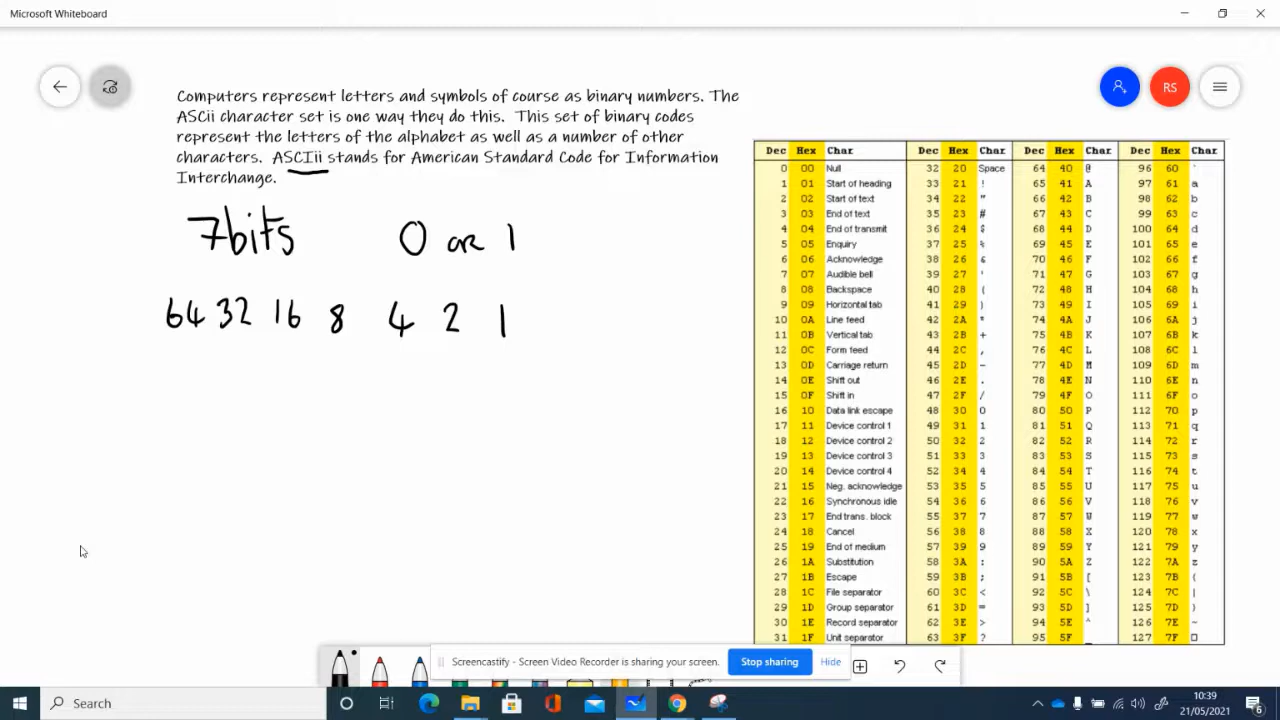 Microsoft Whiteboard
RS
Computers represent letters and symbols of course as binary numbers. The
ASCii character set is one way they do this. This set of binary codes
represent the letters of the alphabet as well as a number of other
characters. ASCIi stands for American Standard Code for Information
Interchange.
7bits 0 or 1
64 32 16 8 4 2 1
Dec Hex Char Dec Hex Char Dec Hex Char Dec Hex Char
0 00 Null 32 20 Space 64 40 @ 96 60 `
1 01 Start of heading 33 21 ! 65 41 A 97 61 a
2 02 Start of text 34 22 " 66 42 B 98 62 b
3 03 End of text 35 23 # 67 43 C 99 63 c
4 04 End of transmit 36 24 $ 68 44 D 100 64 d
5 05 Enquiry 37 25 % 69 45 E 101 65 e
6 06 Acknowledge 38 26 & 70 46 F 102 66 f
7 07 Audible bell 39 27 ' 71 47 G 103 67 g
8 08 Backspace 40 28 ( 72 48 H 104 68 h
9 09 Horizontal tab 41 29 ) 73 49 I 105 69 i
10 0A Line feed 42 2A * 74 4A J 106 6A j
11 0B Vertical tab 43 2B + 75 4B K 107 6B k
12 0C Form feed 44 2C , 76 4C L 108 6C l
13 0D Carriage return 45 2D - 77 4D M 109 6D m
14 0E Shift out 46 2E . 78 4E N 110 6E n
15 0F Shift in 47 2F / 79 4F O 111 6F o
16 10 Data link escape 48 30 0 80 50 P 112 70 p
17 11 Device control 1 49 31 1 81 51 Q 113 71 q
18 12 Device control 2 50 32 2 82 52 R 114 72 r
19 13 Device control 3 51 33 3 83 53 S 115 73 s
20 14 Device control 4 52 34 4 84 54 T 116 74 t
21 15 Neg. acknowledge 53 35 5 85 55 U 117 75 u
22 16 Synchronous idle 54 36 6 86 56 V 118 76 v
23 17 End trans. block 55 37 7 87 57 W 119 77 w
24 18 Cancel 56 38 8 88 58 X 120 78 x
25 19 End of medium 57 39 9 89 59 Y 121 79 y
26 1A Substitution 58 3A : 90 5A Z 122 7A z
27 1B Escape 59 3B ; 91 5B [ 123 7B {
28 1C File separator 60 3C < 92 5C \ 124 7C |
29 1D Group separator 61 3D = 93 5D ] 125 7D }
30 1E Record separator 62 3E > 94 5E ^ 126 7E ~
31 1F Unit separator 63 3F ? 95 5F _ 127 7F □
Screencastify - Screen Video Recorder is sharing your screen. Stop sharing Hide
Search
10:39
21/05/2021
6